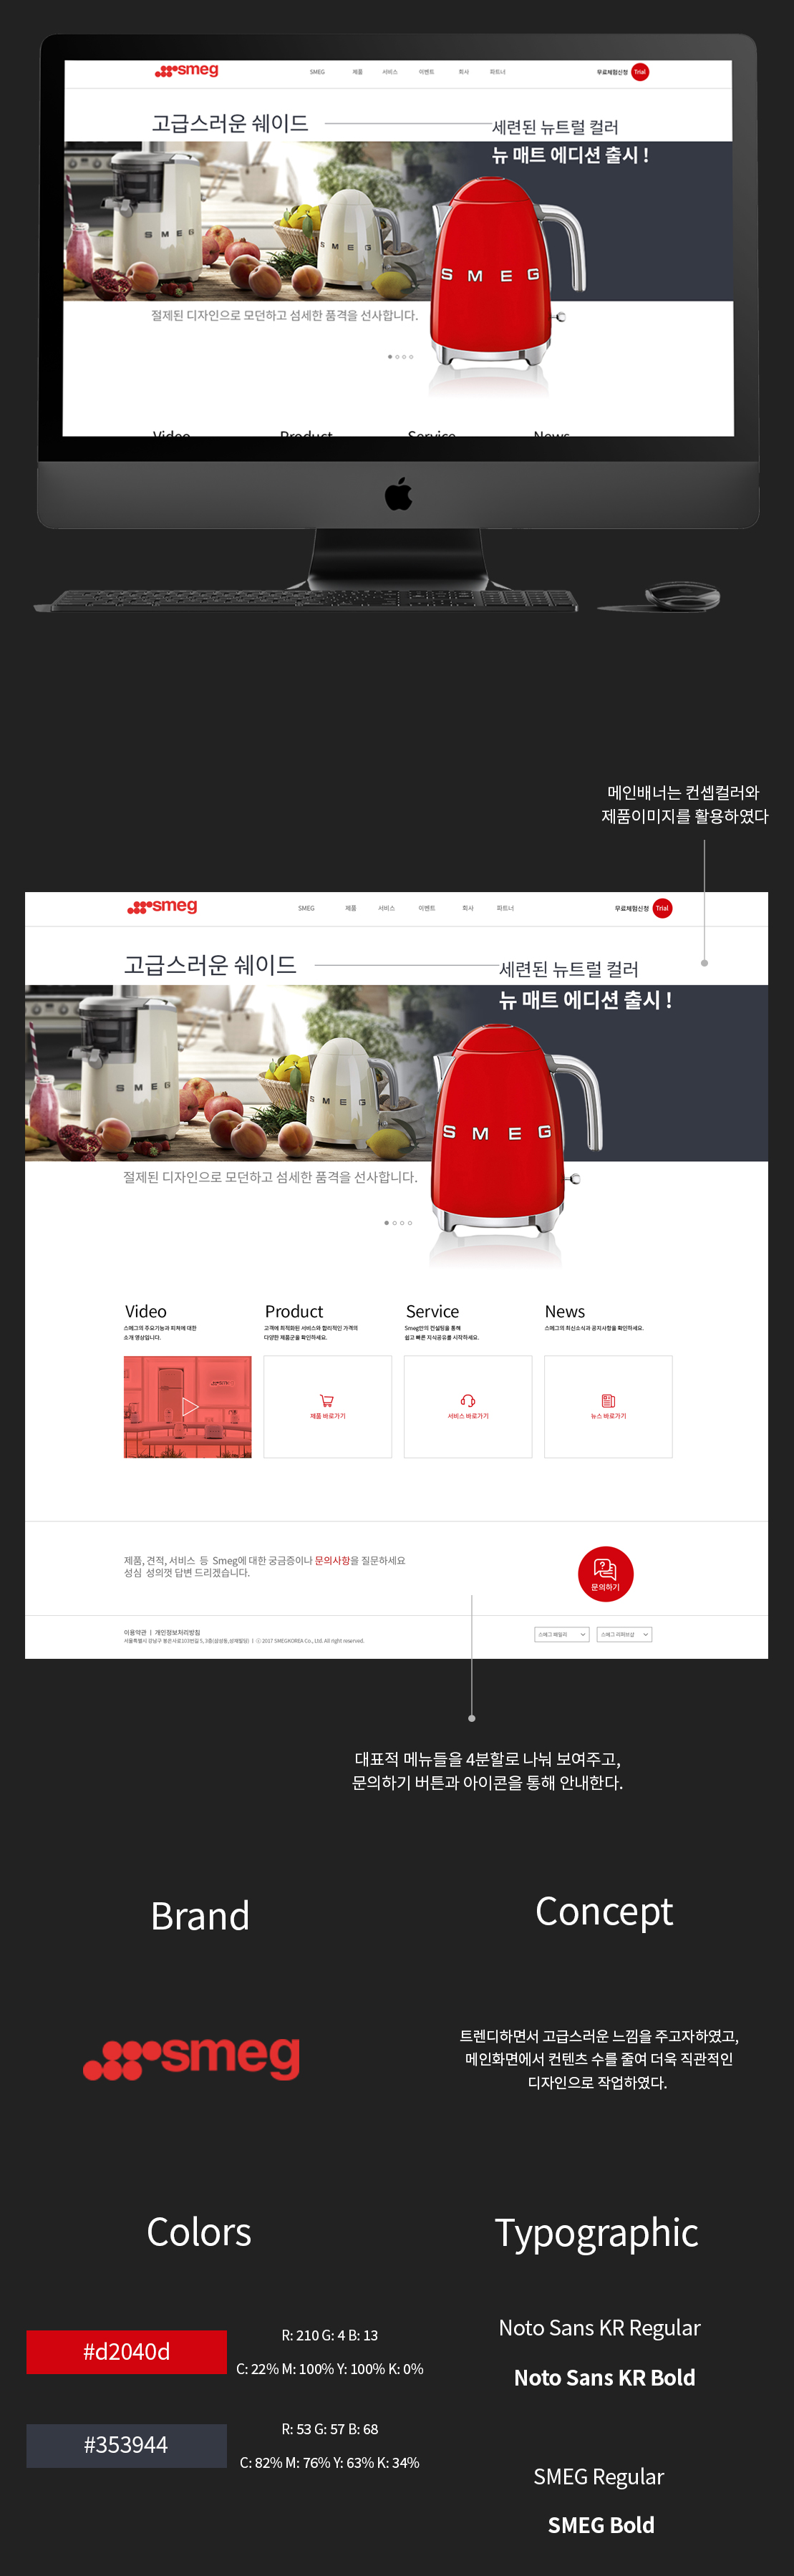 smeg
SMEG 제품 서비스 이벤트 회사 파트너
무료체험신청 Trial
고급스러운 쉐이드
세련된 뉴트럴 컬러
뉴 매트 에디션 출시 !
SMEG
SMEG
SMEG
절제된 디자인으로 모던하고 섬세한 품격을 선사합니다.
Video Product Service News
메인배너는 컨셉컬러와
제품이미지를 활용하였다
smeg
SMEG 제품 서비스 이벤트 회사 파트너
무료체험신청 Trial
고급스러운 쉐이드
세련된 뉴트럴 컬러
뉴 매트 에디션 출시 !
SMEG
SMEG
SMEG
절제된 디자인으로 모던하고 섬세한 품격을 선사합니다.
Video
스메그의 주요기능과 피쳐에 대한
소개 영상입니다.
Product
고객에 최적화된 서비스와 합리적인 가격의
다양한 제품군을 확인하세요.
Service
Smeg만의 컨설팅을 통해
쉽고 빠른 지식공유를 시작하세요.
News
스메그의 최신소식과 공지사항을 확인하세요.
제품 바로가기
서비스 바로가기
뉴스 바로가기
제품, 견적, 서비스 등 Smeg에 대한 궁금증이나 문의사항을 질문하세요
성심 성의껏 답변 드리겠습니다.
문의하기
이용약관 | 개인정보처리방침
서울특별시 강남구 봉은사로103번길 5, 3층(삼성동,성재빌딩) | ⓒ 2017 SMEGKOREA Co., Ltd. All right reserved.
스메그 패밀리
스메그 리퍼브샵
대표적 메뉴들을 4분할로 나눠 보여주고,
문의하기 버튼과 아이콘을 통해 안내한다.
Brand
smeg
Concept
트렌디하면서 고급스러운 느낌을 주고자하였고,
메인화면에서 컨텐츠 수를 줄여 더욱 직관적인
디자인으로 작업하였다.
Colors
#d2040d
R: 210 G: 4 B: 13
C: 22% M: 100% Y: 100% K: 0%
#353944
R: 53 G: 57 B: 68
C: 82% M: 76% Y: 63% K: 34%
Typographic
Noto Sans KR Regular
Noto Sans KR Bold
SMEG Regular
SMEG Bold